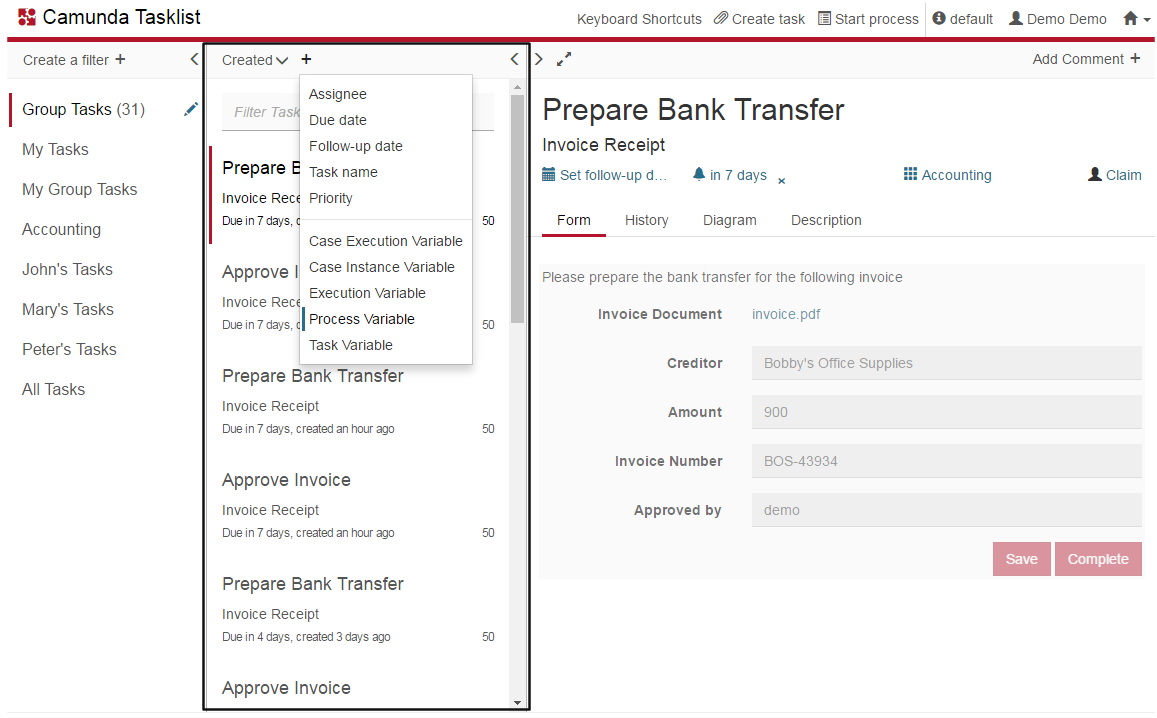 Camunda Tasklist
Keyboard Shortcuts Create task Start process default Demo Demo
Create a filter +
Group Tasks (31)
My Tasks
My Group Tasks
Accounting
John's Tasks
Mary's Tasks
Peter's Tasks
All Tasks
Created +
Filter Task
Assignee
Due date
Follow-up date
Task name
Priority
Case Execution Variable
Case Instance Variable
Execution Variable
Process Variable
Task Variable
Prepare B
Invoice Rece
Due in 7 days, c 50
Approve I
Invoice Rece
Due in 7 days, c 50
Prepare Bank Transfer
Invoice Receipt
Due in 7 days, created an hour ago 50
Approve Invoice
Invoice Receipt
Due in 7 days, created an hour ago 50
Prepare Bank Transfer
Invoice Receipt
Due in 4 days, created 3 days ago 50
Approve Invoice
Add Comment +
Prepare Bank Transfer
Invoice Receipt
Set follow-up d... in 7 days x Accounting Claim
Form History Diagram Description
Please prepare the bank transfer for the following invoice
Invoice Document invoice.pdf
Creditor Bobby's Office Supplies
Amount 900
Invoice Number BOS-43934
Approved by demo
Save Complete